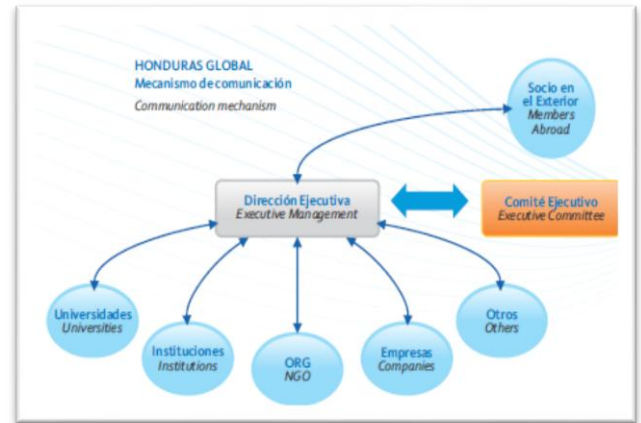 HONDURAS GLOBAL
Mecanismo de comunicación
Communication mechanism
Socio en
el Exterior
Members
Abroad
Dirección Ejecutiva
Executive Management
Comité Ejecutivo
Executive Committee
Universidades
Universities
Instituciones
Institutions
ORG
NGO
Empresas
Companies
Otros
Others